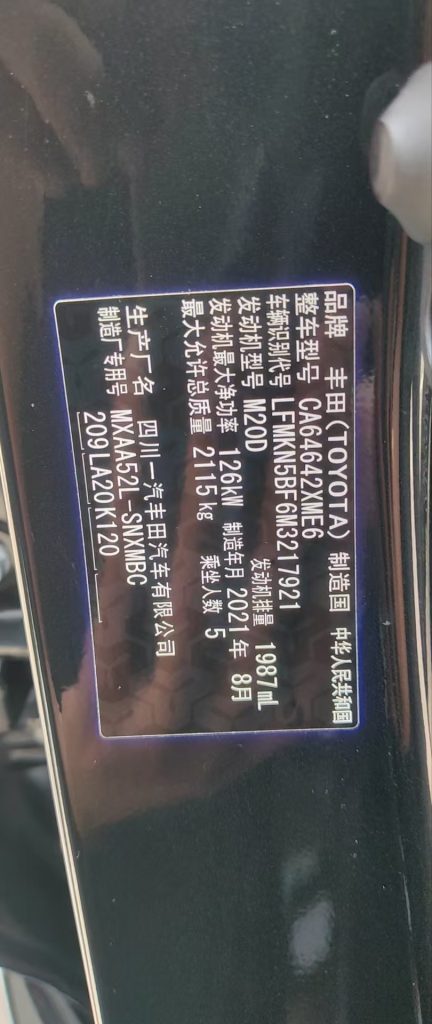 品牌 丰田(TOYOTA) 制造国 中华人民共和国
整车型号 CA64642XME6
车辆识别代号 LFMKN5BF6M3217921
发动机型号 M20D 发动机排量 1987mL
发动机最大净功率 126kW 制造年月 2021年 8月
最大允许总质量 2115kg 乘坐人数 5
生产厂名 四川一汽丰田汽车有限公司
制造厂专用号 MXAA52L-SNXMBC
209LA20K120